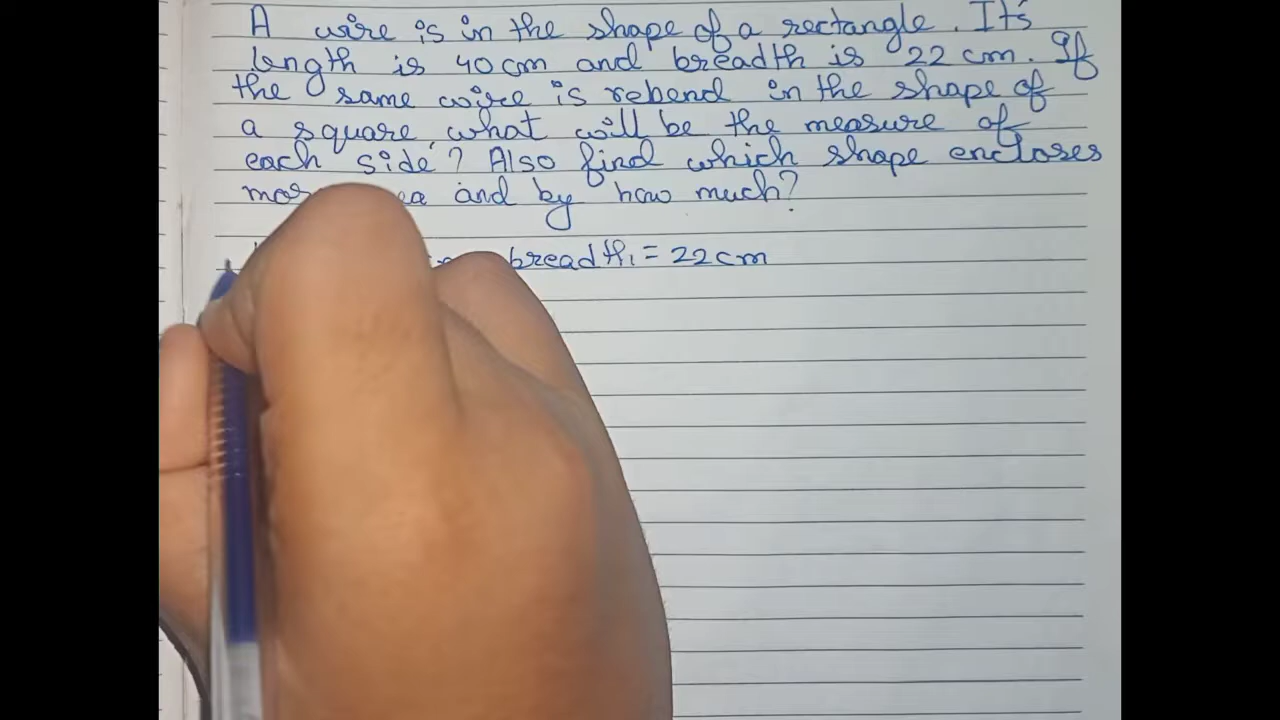 A wire is in the shape of a rectangle. It's
length is 40 cm and breadth is 22 cm. If
the same wire is rebend in the shape of
a square, what will be the measure of
each side? Also find which shape encloses
and by how much?
breadth = 22 cm